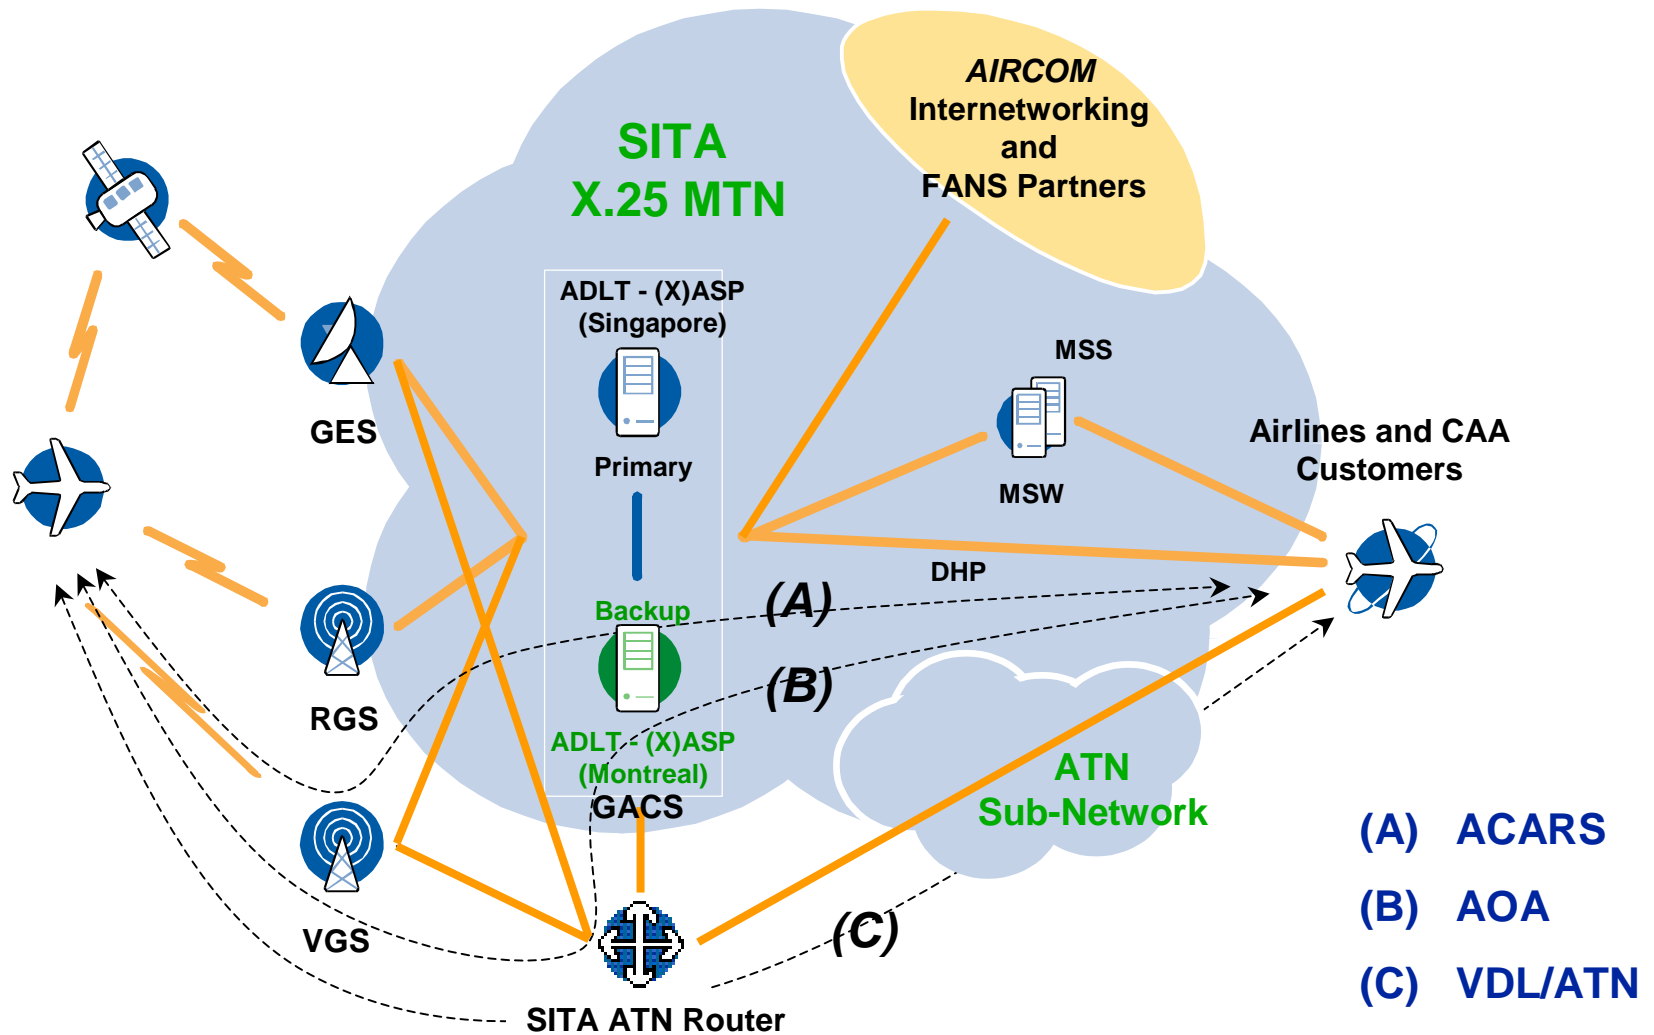 AIRCOM
Internetworking
and
FANS Partners
SITA
X.25 MTN
ADLT - (X)ASP
(Singapore)
Primary
MSS
MSW
GES
Airlines and CAA
Customers
DHP
Backup
(A)
(B)
RGS
ADLT - (X)ASP
(Montreal)
GACS
ATN
Sub-Network
VGS
(C)
SITA ATN Router
(A) ACARS
(B) AOA
(C) VDL/ATN